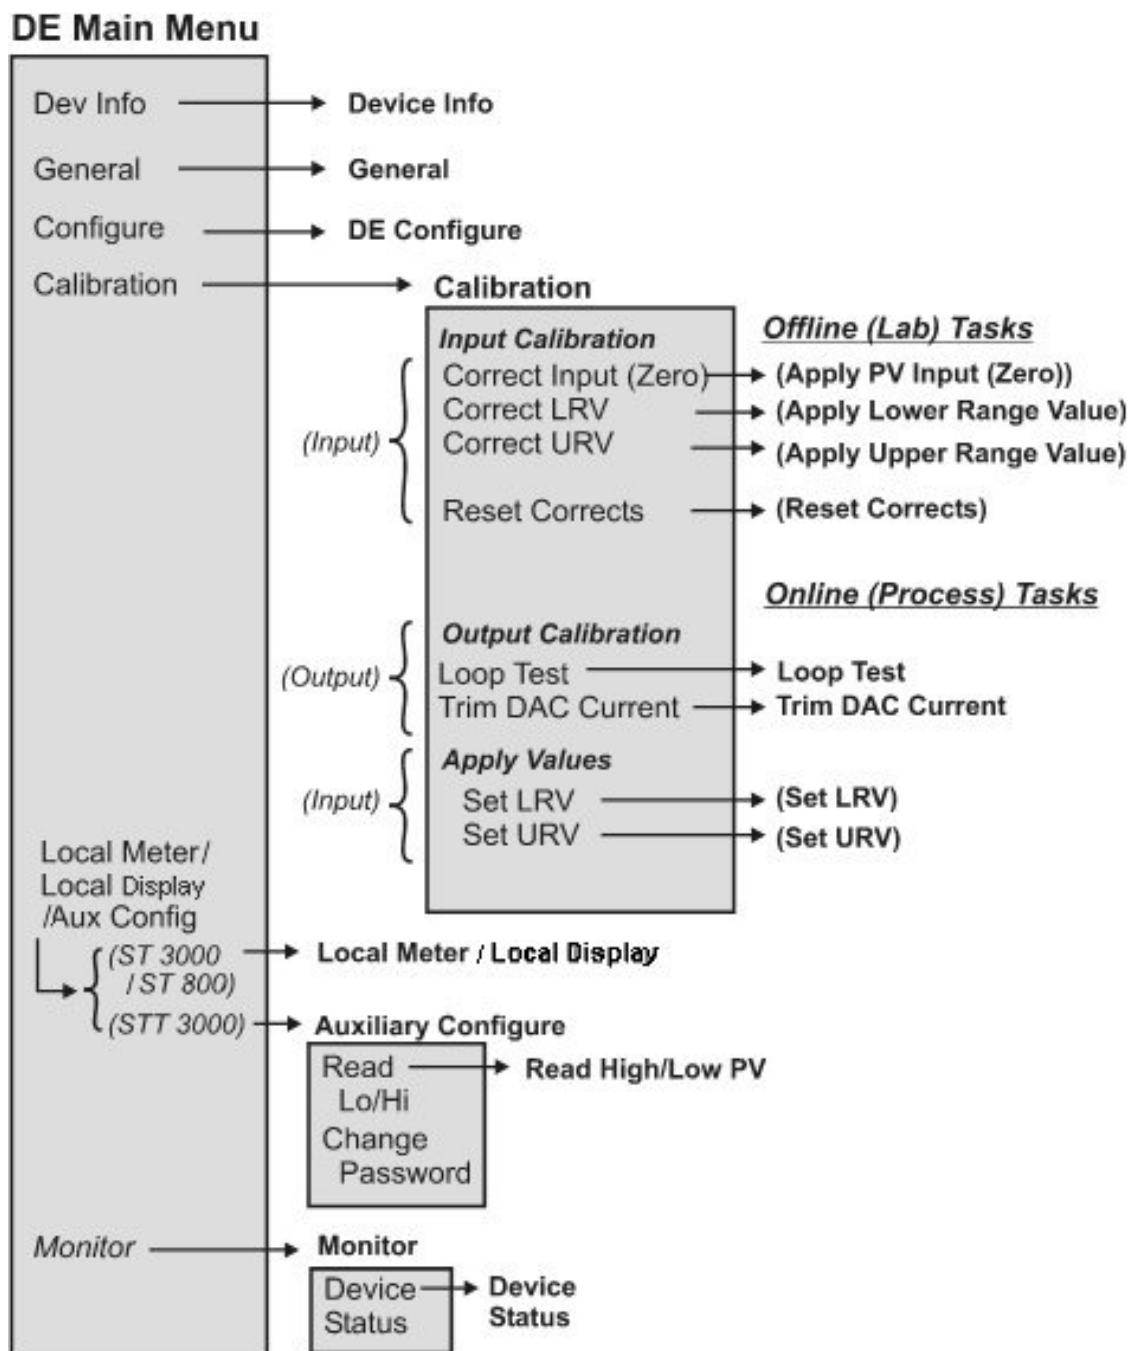 DE Main Menu
Dev Info
Device Info
General
General
Configure
DE Configure
Calibration
Calibration
Input Calibration
Offline (Lab) Tasks
(Input)
Correct Input (Zero)
(Apply PV Input (Zero))
Correct LRV
(Apply Lower Range Value)
Correct URV
(Apply Upper Range Value)
Reset Corrects
(Reset Corrects)
Online (Process) Tasks
Output Calibration
(Output)
Loop Test
Loop Test
Trim DAC Current
Trim DAC Current
Apply Values
(Input)
Set LRV
(Set LRV)
Set URV
(Set URV)
Local Meter/
Local Display
/Aux Config
(ST 3000
/ ST 800)
Local Meter / Local Display
(STT 3000)
Auxiliary Configure
Read
Lo/Hi
Read High/Low PV
Change
Password
Monitor
Monitor
Device
Status
Device
Status